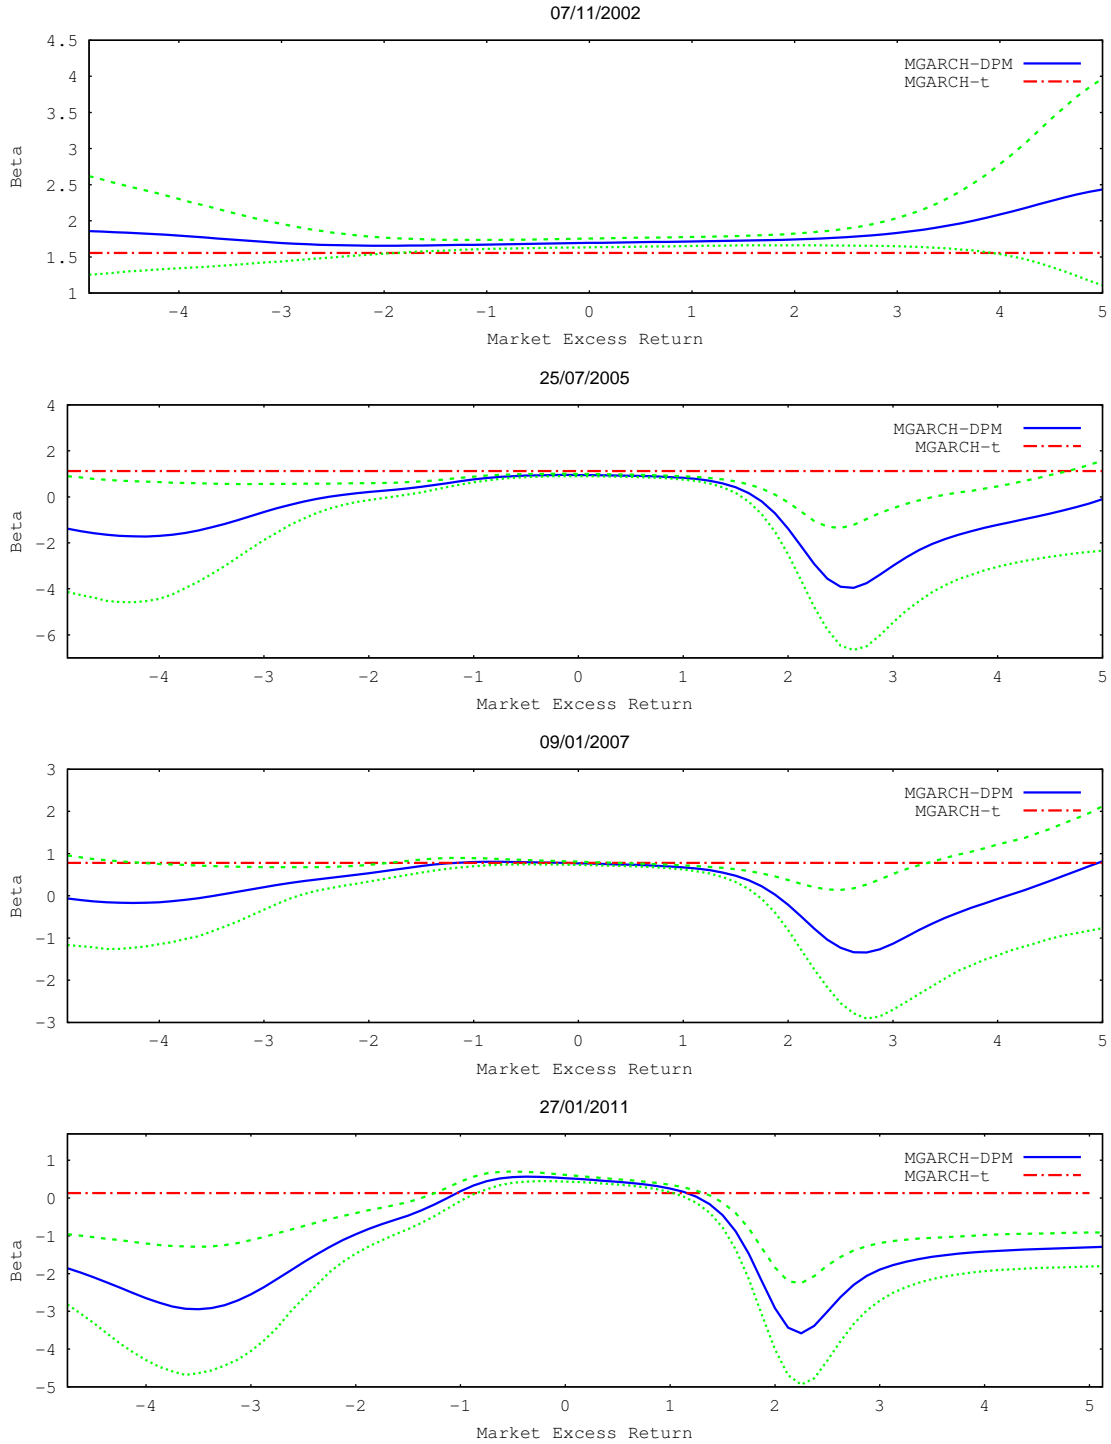 07/11/2002
4.5
4
3.5
3
2.5
2
1.5
1
Beta
MGARCH-DPM
MGARCH-t
-4 -3 -2 -1 0 1 2 3 4 5
Market Excess Return
25/07/2005
4
2
0
-2
-4
-6
Beta
MGARCH-DPM
MGARCH-t
-4 -3 -2 -1 0 1 2 3 4 5
Market Excess Return
09/01/2007
3
2
1
0
-1
-2
-3
Beta
MGARCH-DPM
MGARCH-t
-4 -3 -2 -1 0 1 2 3 4 5
Market Excess Return
27/01/2011
1
0
-1
-2
-3
-4
-5
Beta
MGARCH-DPM
MGARCH-t
-4 -3 -2 -1 0 1 2 3 4 5
Market Excess Return